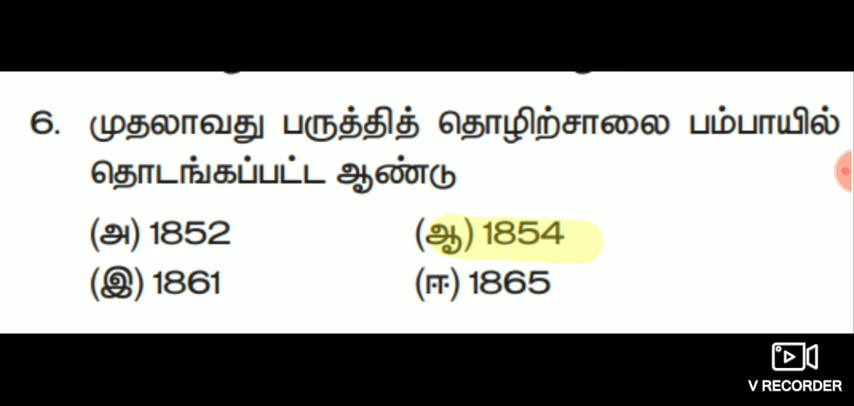 6. முதலாவது பருத்தித் தொழிற்சாலை பம்பாயில்
தொடங்கப்பட்ட ஆண்டு
(அ) 1852 (ஆ) 1854
(இ) 1861 (ஈ) 1865
V RECORDER